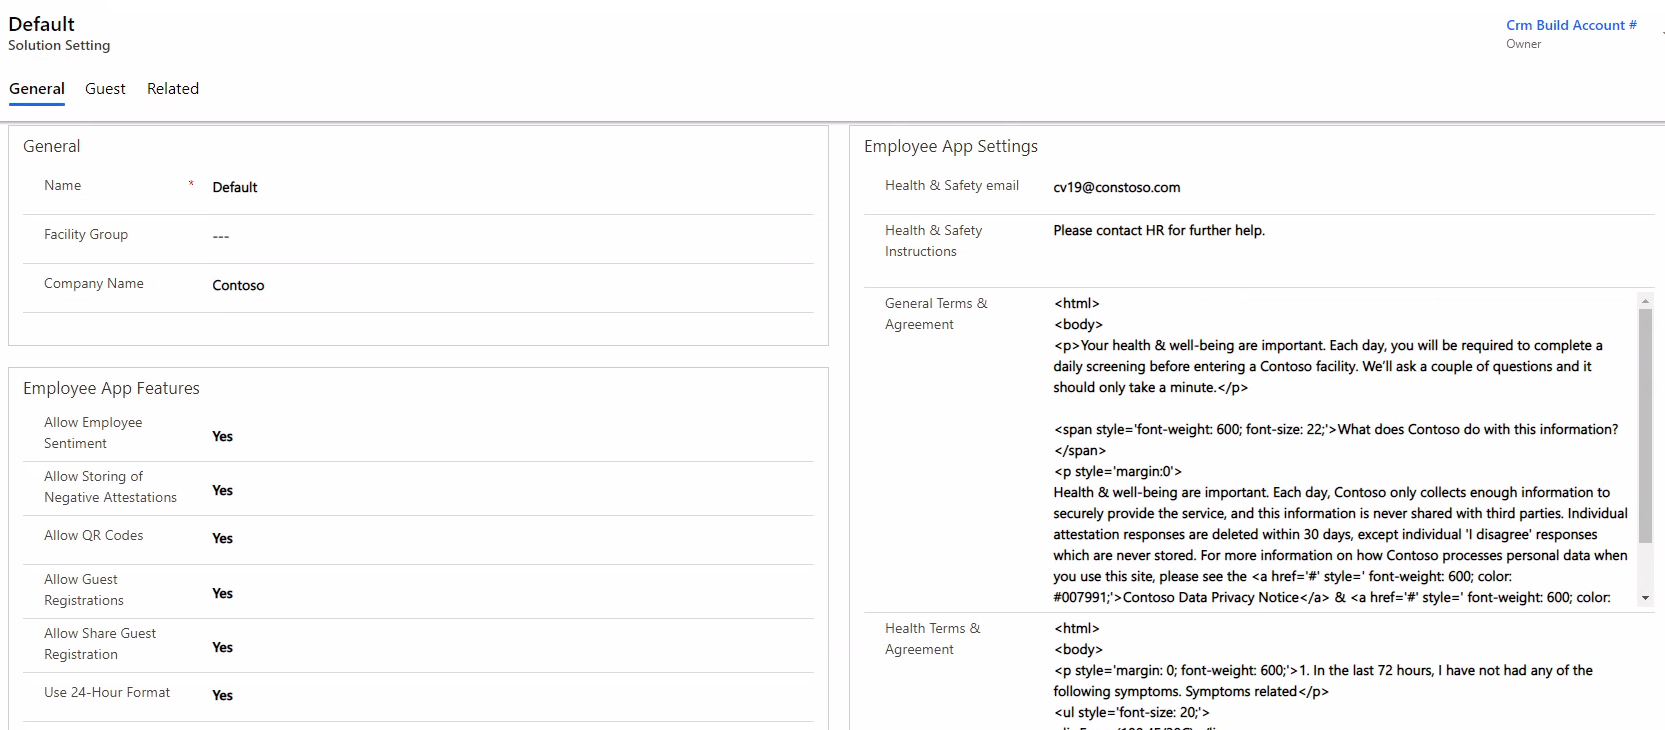 Default
Solution Setting
Crm Build Account #
Owner
General
Guest
Related
General
Name
*
Default
Facility Group
---
Company Name
Contoso
Employee App Features
Allow Employee
Sentiment
Yes
Allow Storing of
Negative Attestations
Yes
Allow QR Codes
Yes
Allow Guest
Registrations
Yes
Allow Share Guest
Registration
Yes
Use 24-Hour Format
Yes
Employee App Settings
Health & Safety email
cv19@constoso.com
Health & Safety
Instructions
Please contact HR for further help.
General Terms &
Agreement
<html>
<body>
<p>Your health & well-being are important. Each day, you will be required to complete a
daily screening before entering a Contoso facility. We'll ask a couple of questions and it
should only take a minute.</p>
<span style='font-weight: 600; font-size: 22;'>What does Contoso do with this information?
</span>
<p style='margin:0'>
Health & well-being are important. Each day, Contoso only collects enough information to
securely provide the service, and this information is never shared with third parties. Individual
attestation responses are deleted within 30 days, except individual 'I disagree' responses
which are never stored. For more information on how Contoso processes personal data when
you use this site, please see the <a href='#' style=' font-weight: 600; color:
#007991;'>Contoso Data Privacy Notice</a> & <a href='#' style=' font-weight: 600; color:
Health Terms &
Agreement
<html>
<body>
<p style='margin: 0; font-weight: 600;'>1. In the last 72 hours, I have not had any of the
following symptoms. Symptoms related</p>
<ul style='font-size: 20;'>